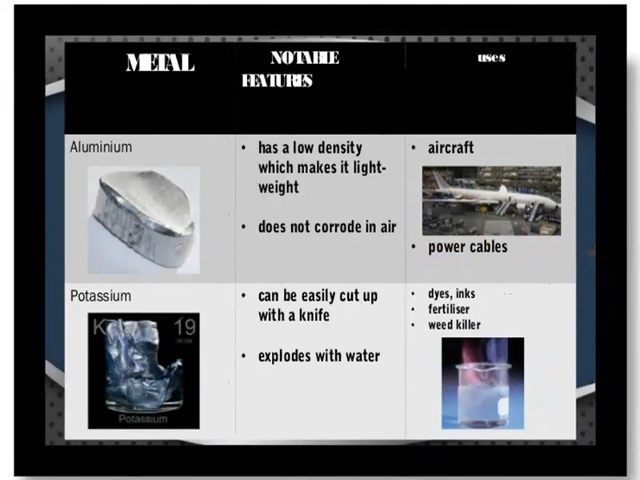 METAL
NOTABLE
FEATURES
uses
Aluminium
• has a low density
which makes it light-
weight
• does not corrode in air
• aircraft
• power cables
Potassium
K 19
Potassium
• can be easily cut up
with a knife
• explodes with water
• dyes, inks
• fertiliser
• weed killer